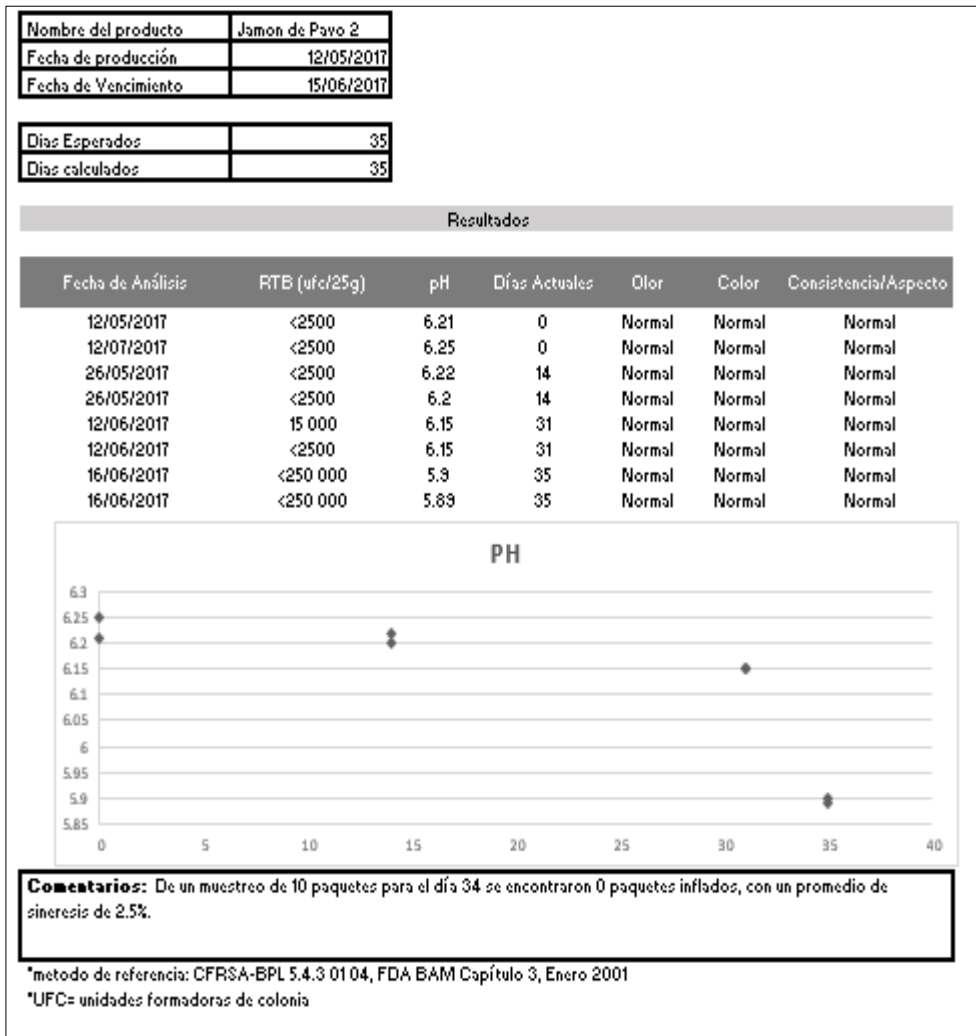 Nombre del producto Jamon de Pavo 2
Fecha de producción 12/05/2017
Fecha de Vencimiento 15/06/2017
Dias Esperados 35
Dias calculados 35
Resultados
Fecha de Análisis RTB (ufc/25g) pH Días Actuales Olor Color Consistencia/Aspecto
12/05/2017 <2500 6.21 0 Normal Normal Normal
12/07/2017 <2500 6.25 0 Normal Normal Normal
26/05/2017 <2500 6.22 14 Normal Normal Normal
26/05/2017 <2500 6.2 14 Normal Normal Normal
12/06/2017 15 000 6.15 31 Normal Normal Normal
12/06/2017 <2500 6.15 31 Normal Normal Normal
16/06/2017 <250 000 5.9 35 Normal Normal Normal
16/06/2017 <250 000 5.89 35 Normal Normal Normal
PH
6.3
6.25
6.2
6.15
6.1
6.05
6
5.95
5.9
5.85
0 5 10 15 20 25 30 35 40
Comentarios: De un muestreo de 10 paquetes para el día 34 se encontraron 0 paquetes inflados, con un promedio de
sineresis de 2.5%.
*metodo de referencia: CFRSA-BPL 5.4.3 01 04, FDA BAM Capítulo 3, Enero 2001
*UFC= unidades formadoras de colonia